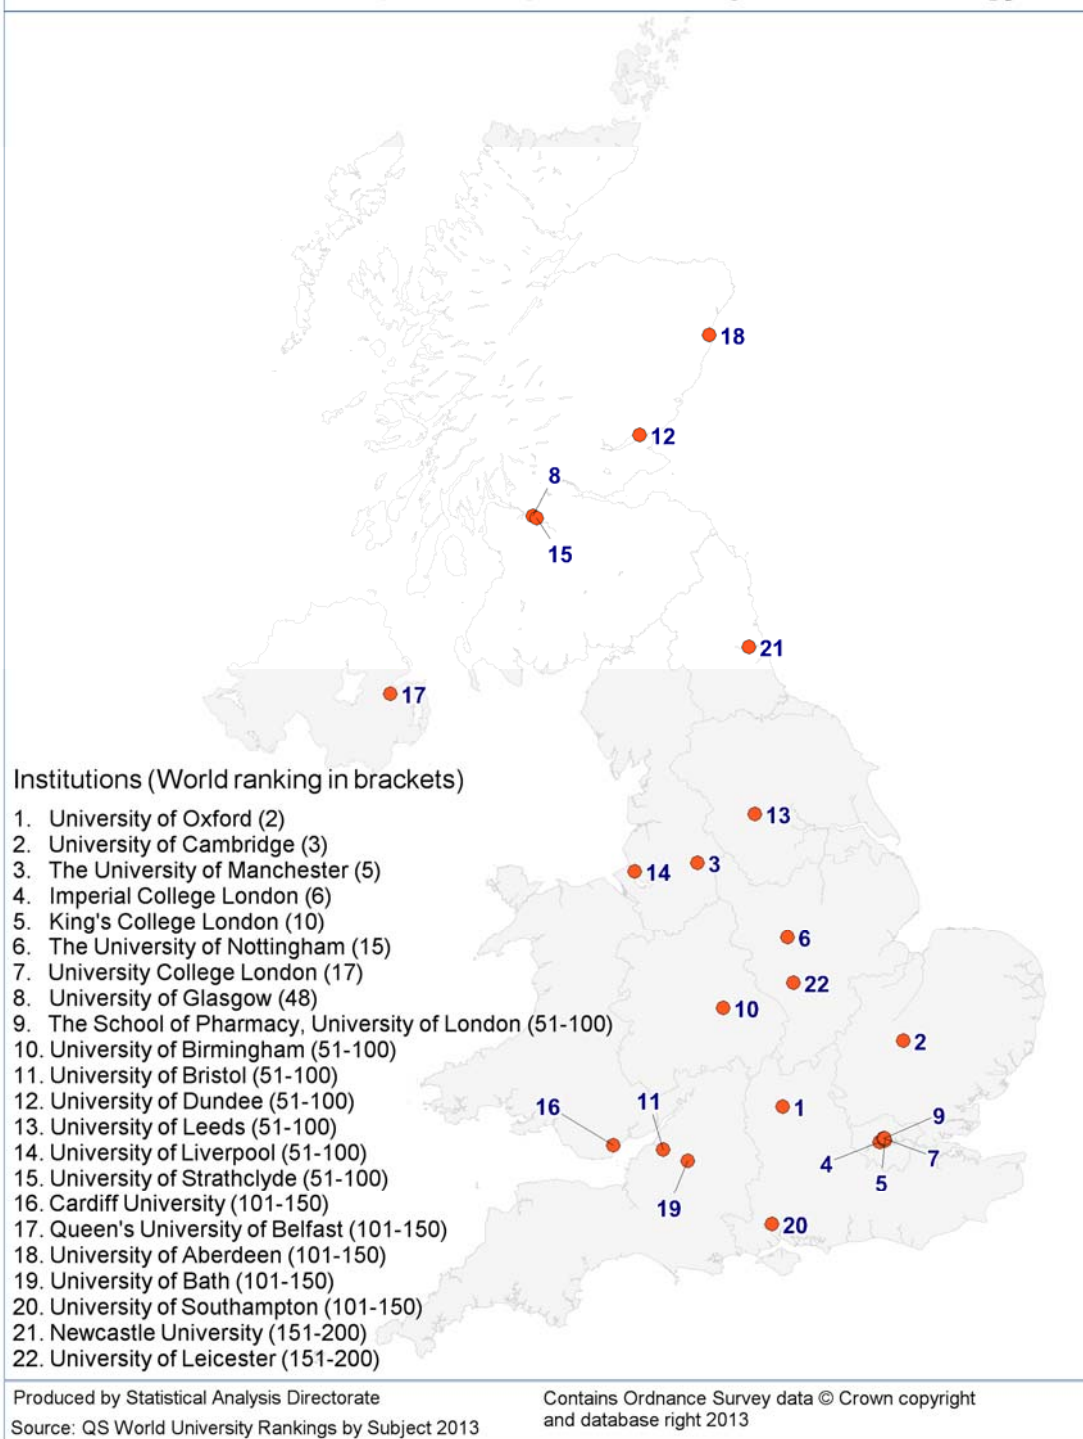 18
12
8
15
21
17
13
3
14
6
22
10
2
1
9
16
11
7
4
5
19
20
Institutions (World ranking in brackets)
1. University of Oxford (2)
2. University of Cambridge (3)
3. The University of Manchester (5)
4. Imperial College London (6)
5. King's College London (10)
6. The University of Nottingham (15)
7. University College London (17)
8. University of Glasgow (48)
9. The School of Pharmacy, University of London (51-100)
10. University of Birmingham (51-100)
11. University of Bristol (51-100)
12. University of Dundee (51-100)
13. University of Leeds (51-100)
14. University of Liverpool (51-100)
15. University of Strathclyde (51-100)
16. Cardiff University (101-150)
17. Queen's University of Belfast (101-150)
18. University of Aberdeen (101-150)
19. University of Bath (101-150)
20. University of Southampton (101-150)
21. Newcastle University (151-200)
22. University of Leicester (151-200)
Produced by Statistical Analysis Directorate
Source: QS World University Rankings by Subject 2013
Contains Ordnance Survey data © Crown copyright
and database right 2013